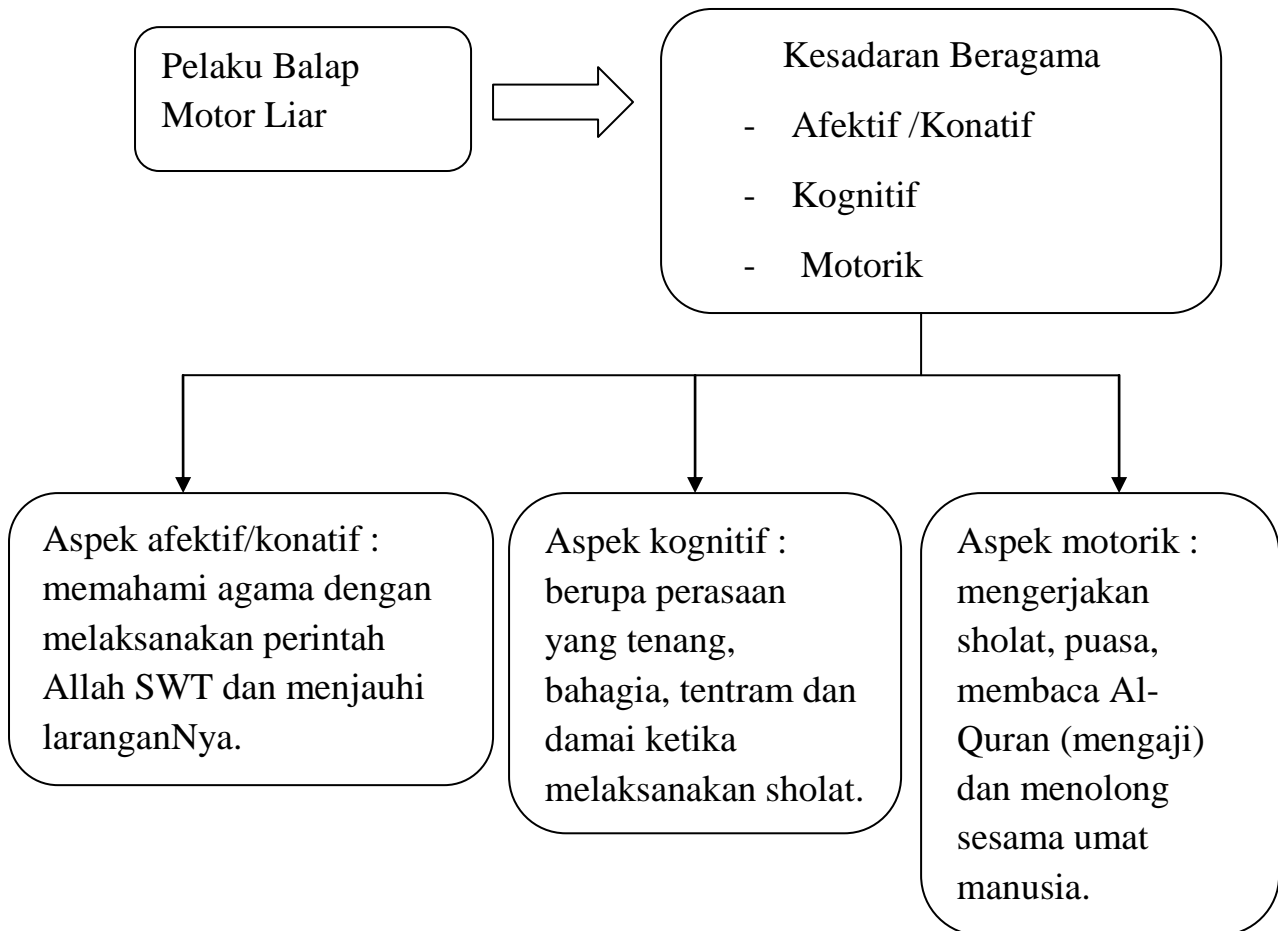 Pelaku Balap
Motor Liar
Kesadaran Beragama
- Afektif /Konatif
- Kognitif
- Motorik
Aspek afektif/konatif :
memahami agama dengan
melaksanakan perintah
Allah SWT dan menjauhi
laranganNya.
Aspek kognitif :
berupa perasaan
yang tenang,
bahagia, tentram dan
damai ketika
melaksanakan sholat.
Aspek motorik :
mengerjakan
sholat, puasa,
membaca Al-
Quran (mengaji)
dan menolong
sesama umat
manusia.